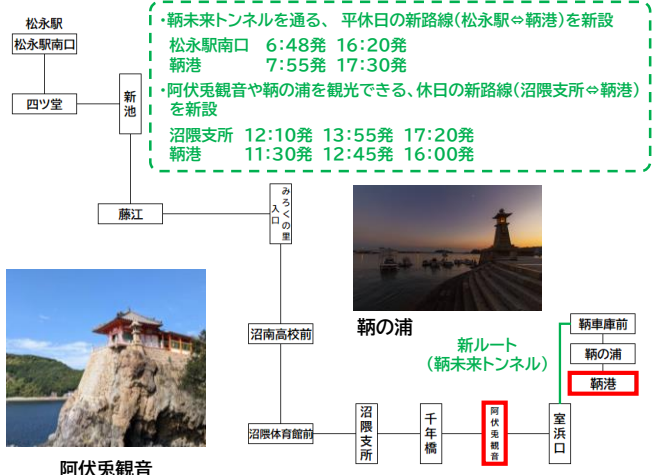 松永駅
松永駅南口
四ツ堂
新池
・鞆未来トンネルを通る、 平休日の新路線(松永駅⇔鞆港)を新設
松永駅南口 6:48発 16:20発
鞆港 7:55発 17:30発
・阿伏兎観音や鞆の浦を観光できる、休日の新路線(沼隈支所⇔鞆港)
を新設
沼隈支所 12:10発 13:55発 17:20発
鞆港 11:30発 12:45発 16:00発
藤江
みろくの里
入口
鞆の浦
沼南高校前
新ルート
(鞆未来トンネル)
鞆車庫前
鞆の浦
鞆港
沼隈体育館前
沼隈支所
千年橋
阿伏兎観音
室浜口
阿伏兎観音